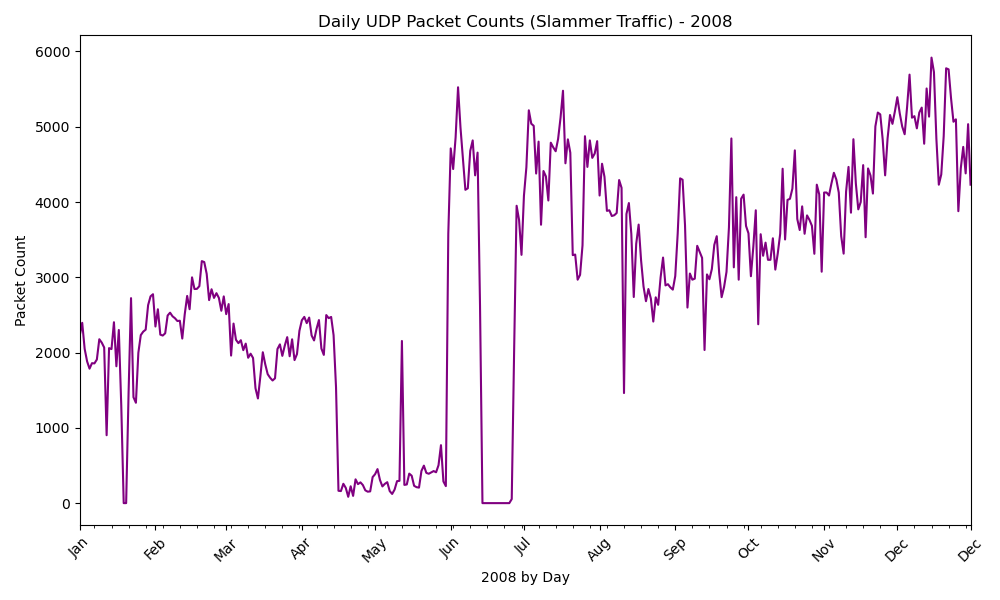 Daily UDP Packet Counts (Slammer Traffic) - 2008
6000
5000
4000
3000
2000
1000
0
Packet Count
Jan Feb Mar Apr May Jun Jul Aug Sep Oct Nov Dec Dec
2008 by Day